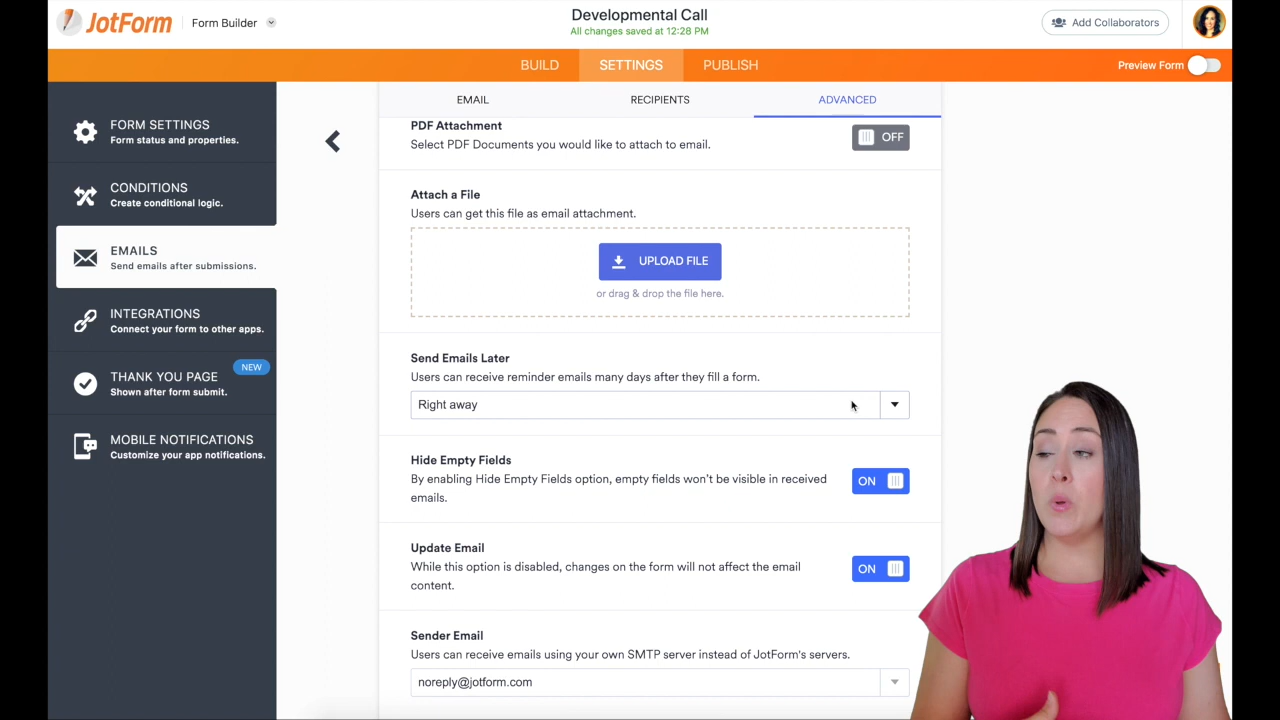 JotForm
Form Builder
Developmental Call
All changes saved at 12:28 PM
Add Collaborators
BUILD
SETTINGS
PUBLISH
Preview Form
FORM SETTINGS
Form status and properties.
CONDITIONS
Create conditional logic.
EMAILS
Send emails after submissions.
INTEGRATIONS
Connect your form to other apps.
THANK YOU PAGE
NEW
Shown after form submit.
MOBILE NOTIFICATIONS
Customize your app notifications.
EMAIL
RECIPIENTS
ADVANCED
PDF Attachment
Select PDF Documents you would like to attach to email.
OFF
Attach a File
Users can get this file as email attachment.
UPLOAD FILE
or drag & drop the file here.
Send Emails Later
Users can receive reminder emails many days after they fill a form.
Right away
Hide Empty Fields
By enabling Hide Empty Fields option, empty fields won't be visible in received
emails.
ON
Update Email
While this option is disabled, changes on the form will not affect the email
content.
ON
Sender Email
Users can receive emails using your own SMTP server instead of JotForm's servers.
noreply@jotform.com